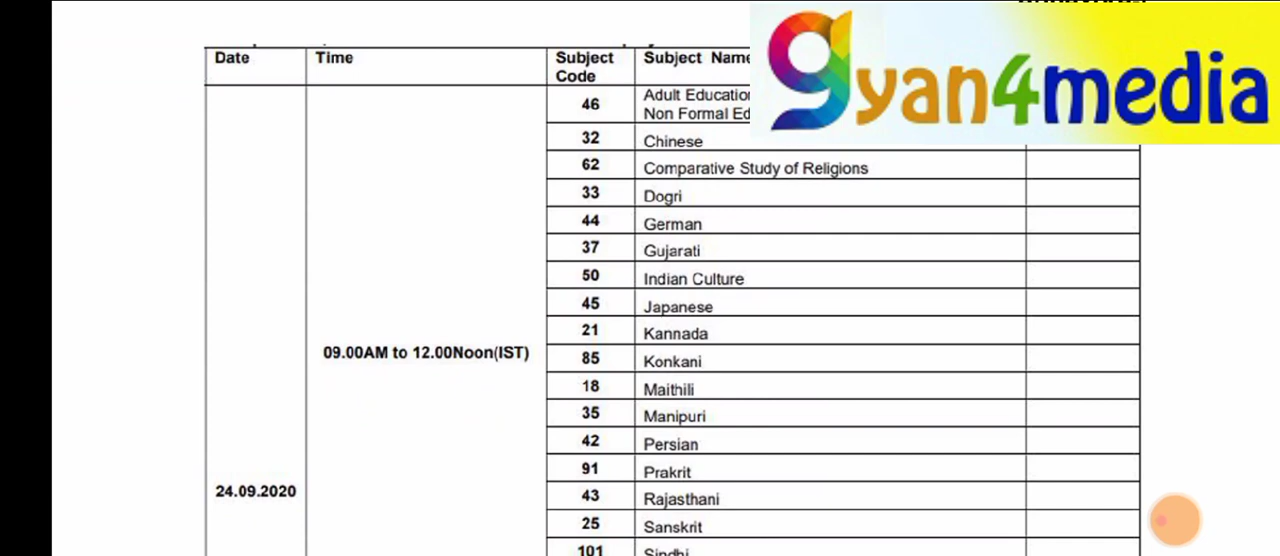 gyan4media
Date Time Subject Code Subject Name
46 Adult Education
Non Formal Ed
32 Chinese
62 Comparative Study of Religions
33 Dogri
44 German
37 Gujarati
50 Indian Culture
45 Japanese
21 Kannada
09.00AM to 12.00Noon(IST)
85 Konkani
18 Maithili
35 Manipuri
42 Persian
91 Prakrit
24.09.2020
43 Rajasthani
25 Sanskrit
101 Sindhi